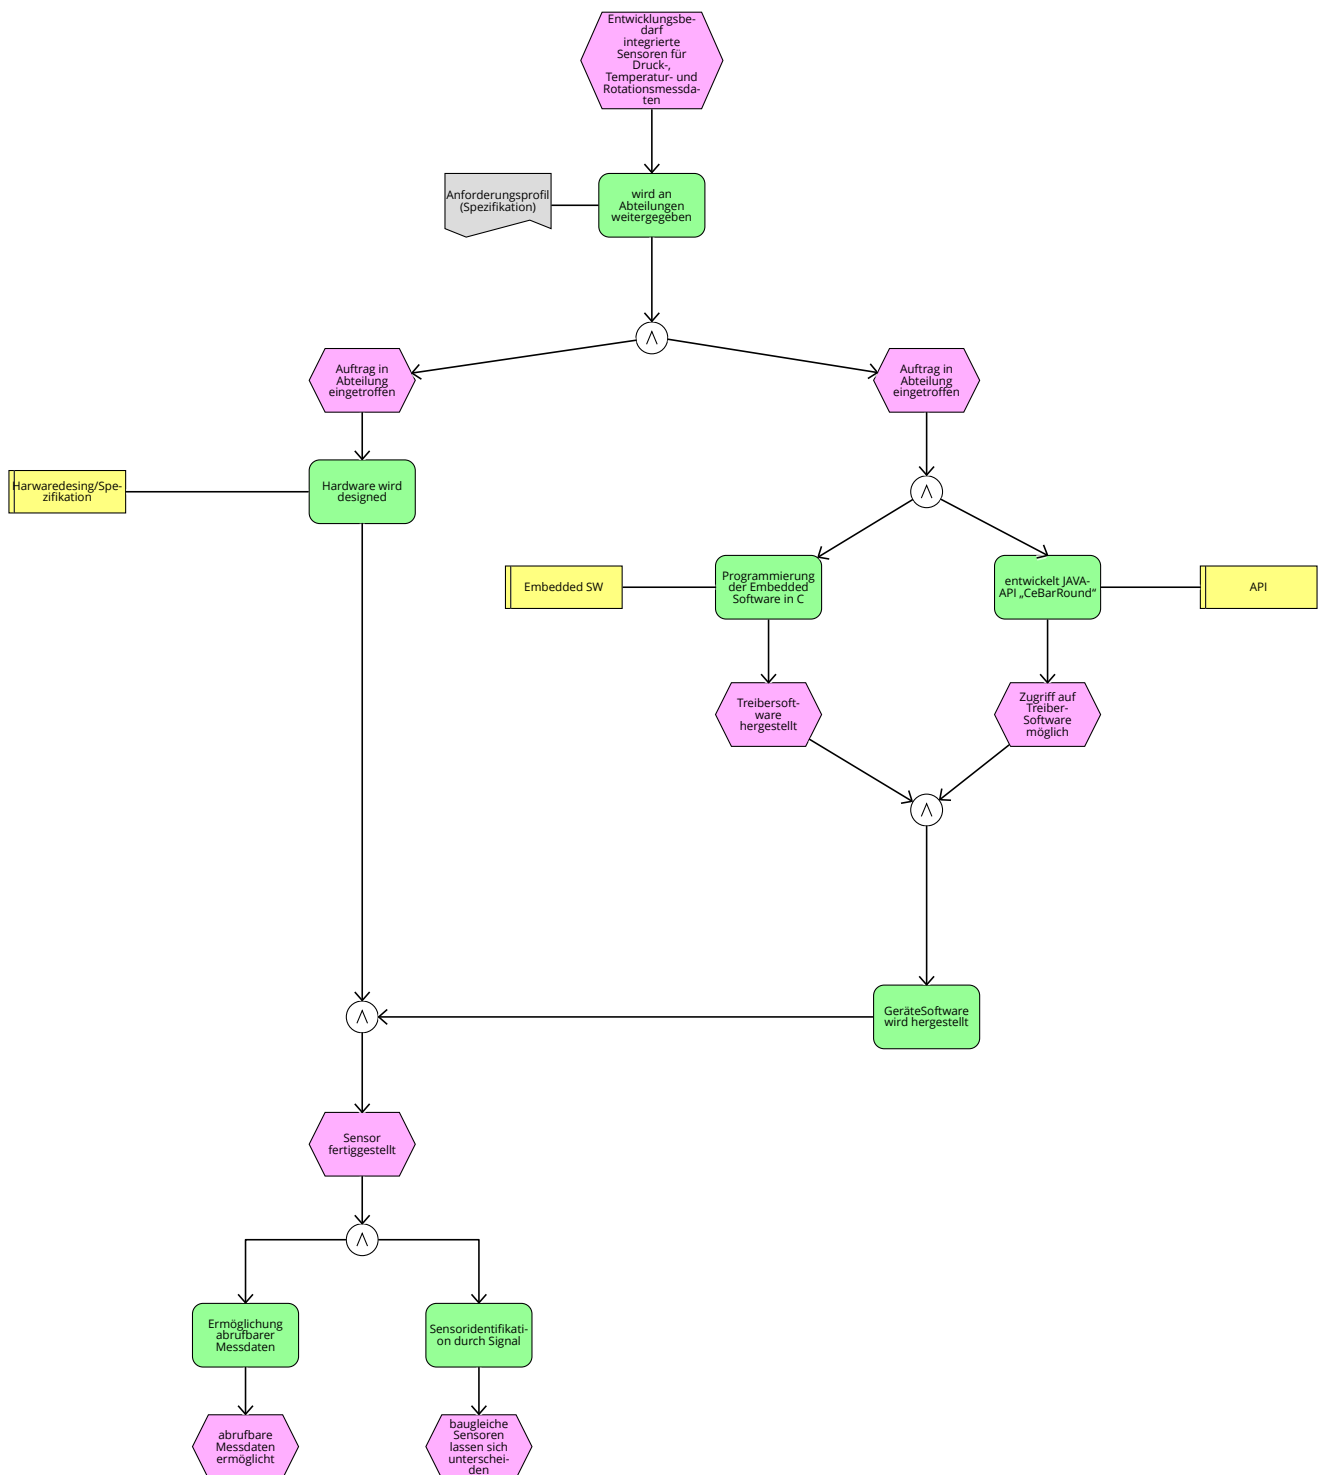 Entwicklungsbe-
darf
integrierte
Sensoren für
Druck-,
Temperatur- und
Rotationsmessda-
ten
Anforderungsprofil
(Spezifikation)
wird an
Abteilungen
weitergegeben
Auftrag in
Abteilung
eingetroffen
Auftrag in
Abteilung
eingetroffen
Harwaredesing/Spe-
zifikation
Hardware wird
designed
Embedded SW
Programmierung
der Embedded
Software in C
entwickelt JAVA-
API „CeBarRound“
API
Treibersoft-
ware
hergestellt
Zugriff auf
Treiber-
Software
möglich
GeräteSoftware
wird hergestellt
Sensor
fertiggestellt
Ermöglichung
abrufbarer
Messdaten
Sensoridentifikati-
on durch Signal
abrufbare
Messdaten
ermöglicht
baugleiche
Sensoren
lassen sich
unterschei-
den